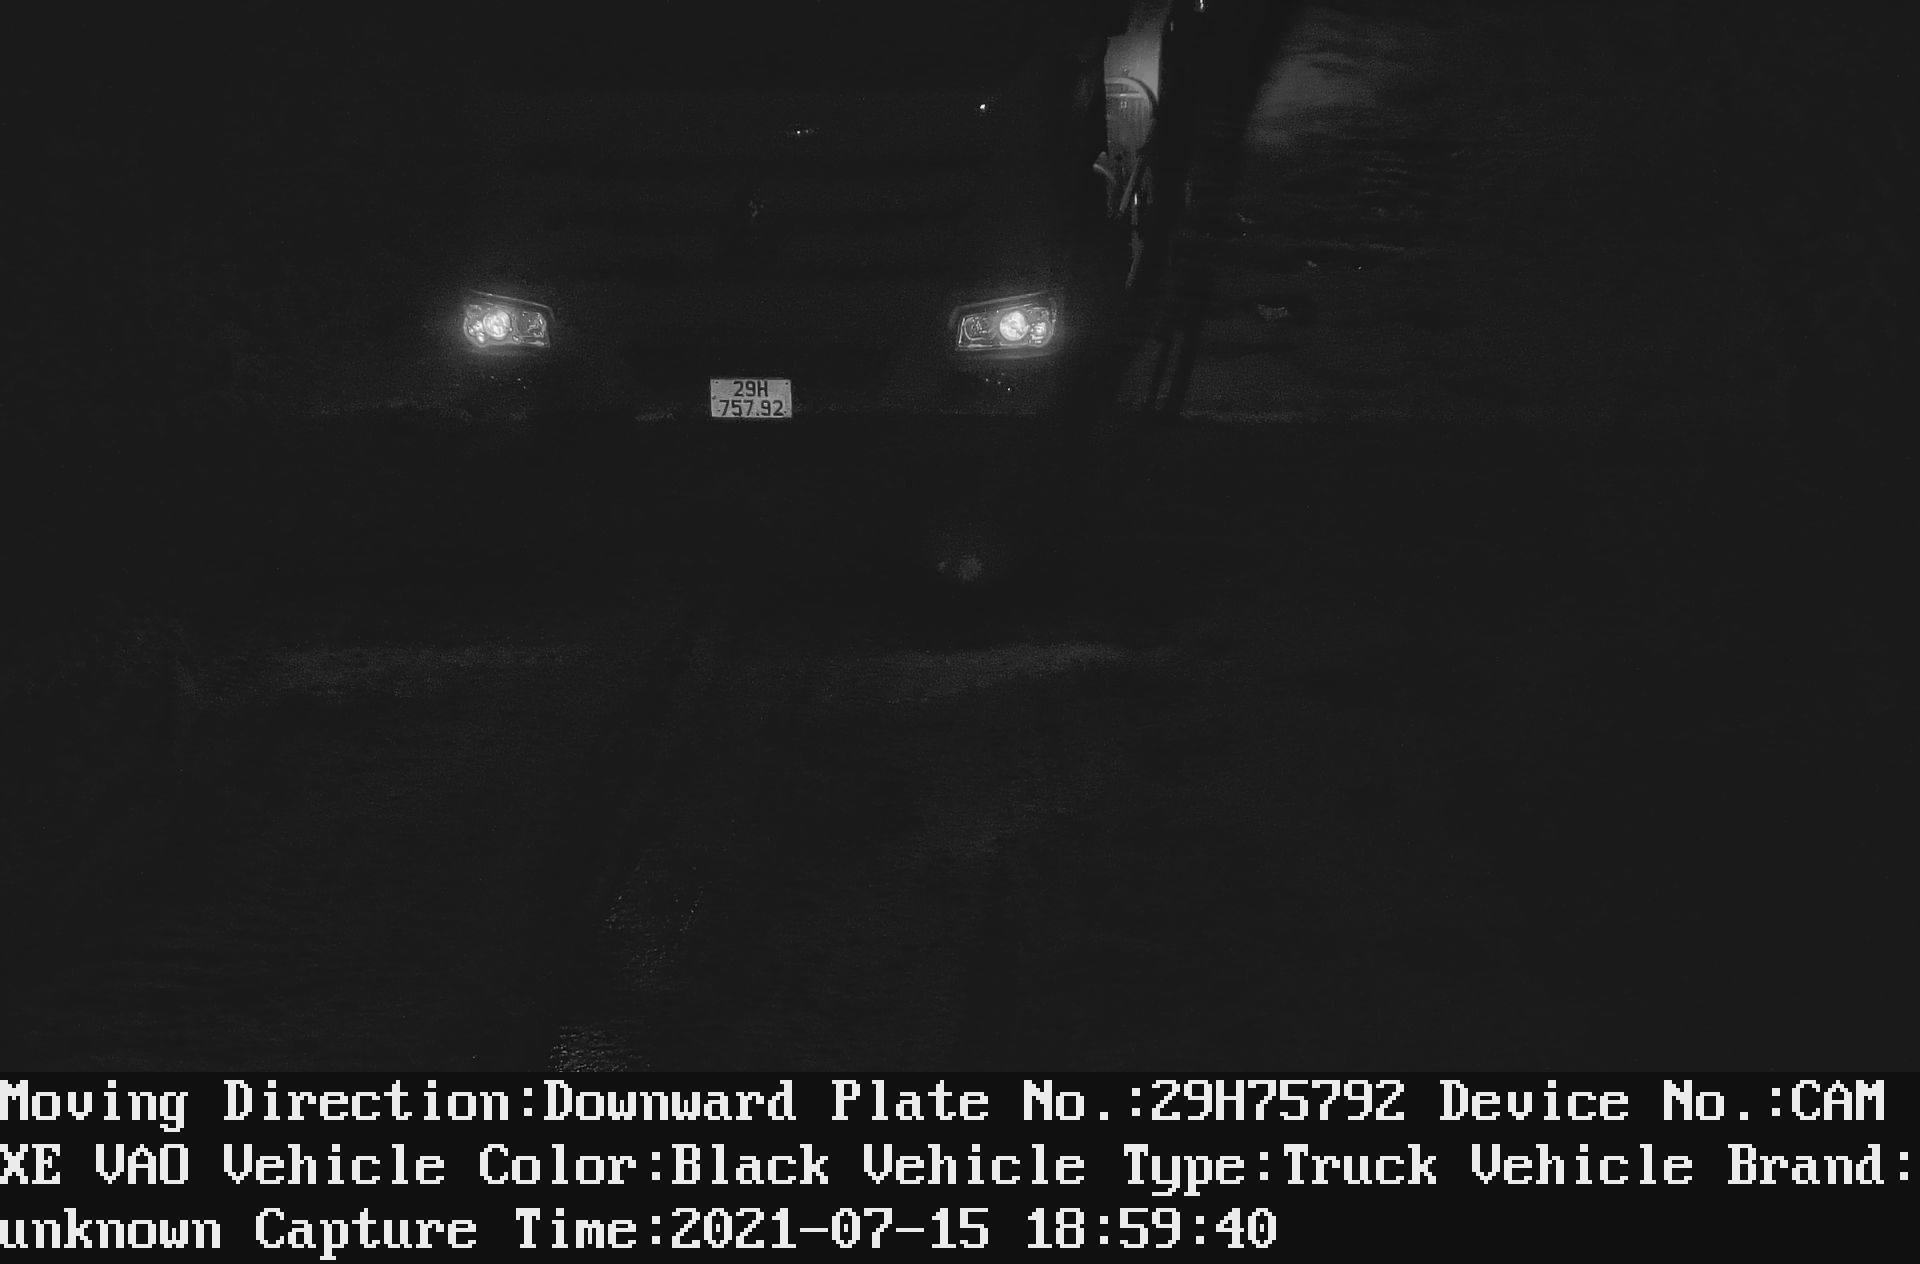 29H
757.92
Moving Direction:Downward Plate No.:29H75792 Device No.:CAM
XE VAO Vehicle Color:Black Vehicle Type:Truck Vehicle Brand:
unknown Capture Time:2021-07-15 18:59:40